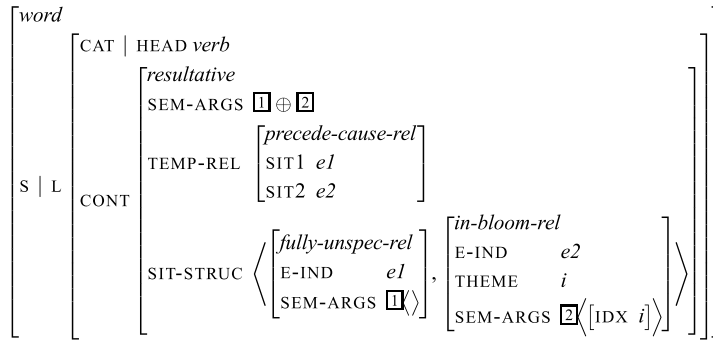 word
CAT | HEAD verb
resultative
SEM-ARGS 1 ⊕ 2
precede-cause-rel
TEMP-REL SIT1 e1
SIT2 e2
S | L CONT
in-bloom-rel
fully-unspec-rel
E-IND e2
SIT-STRUC ⟨ E-IND e1 , THEME i ⟩
SEM-ARGS 1⟨⟩ SEM-ARGS 2⟨[IDX i]⟩